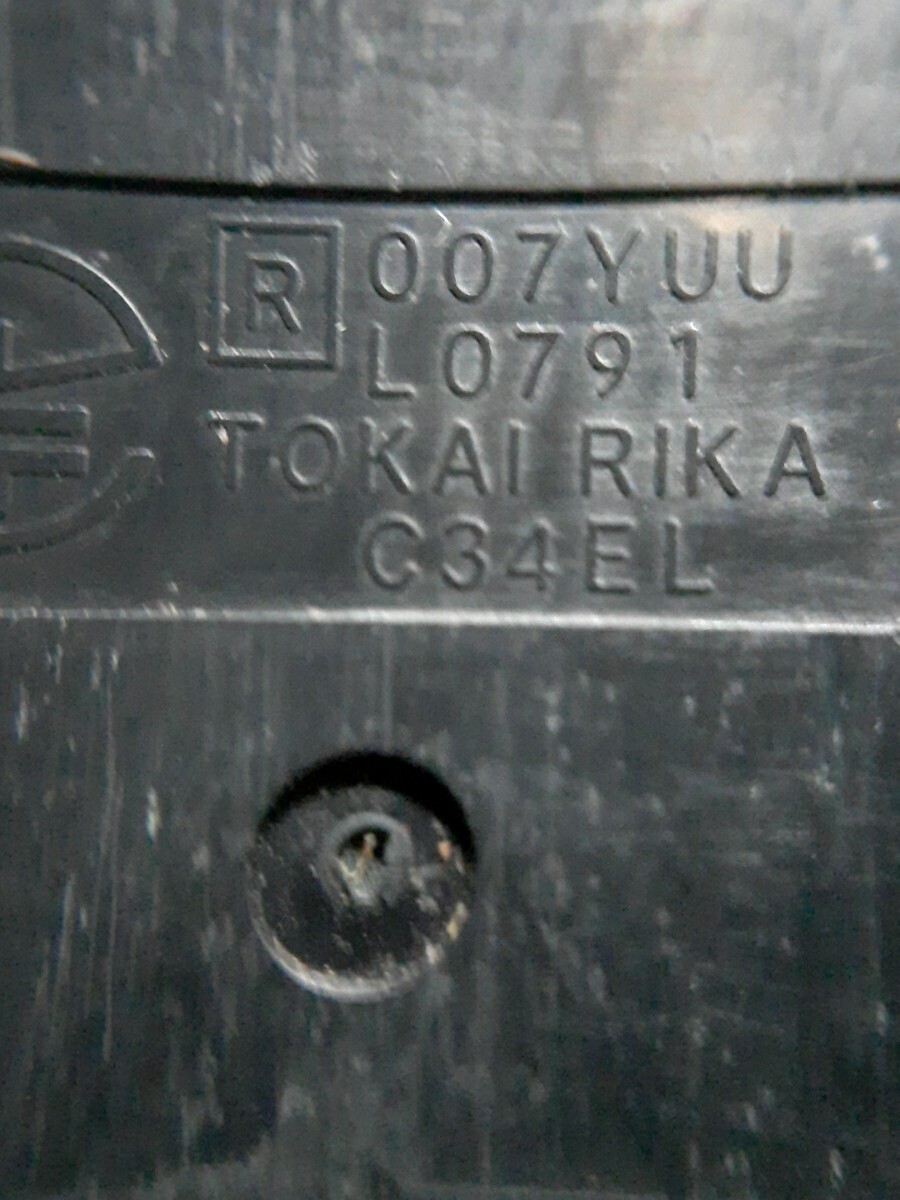 R 007YUU
L0791
TOKAI RIKA
C34EL